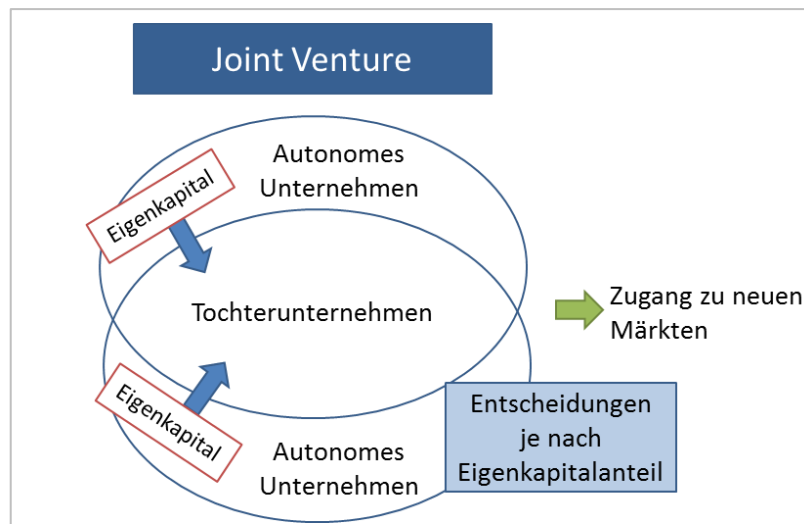 Joint Venture
Autonomes
Unternehmen
Eigenkapital
Tochterunternehmen
Zugang zu neuen
Märkten
Eigenkapital
Entscheidungen
je nach
Eigenkapitalanteil
Autonomes
Unternehmen